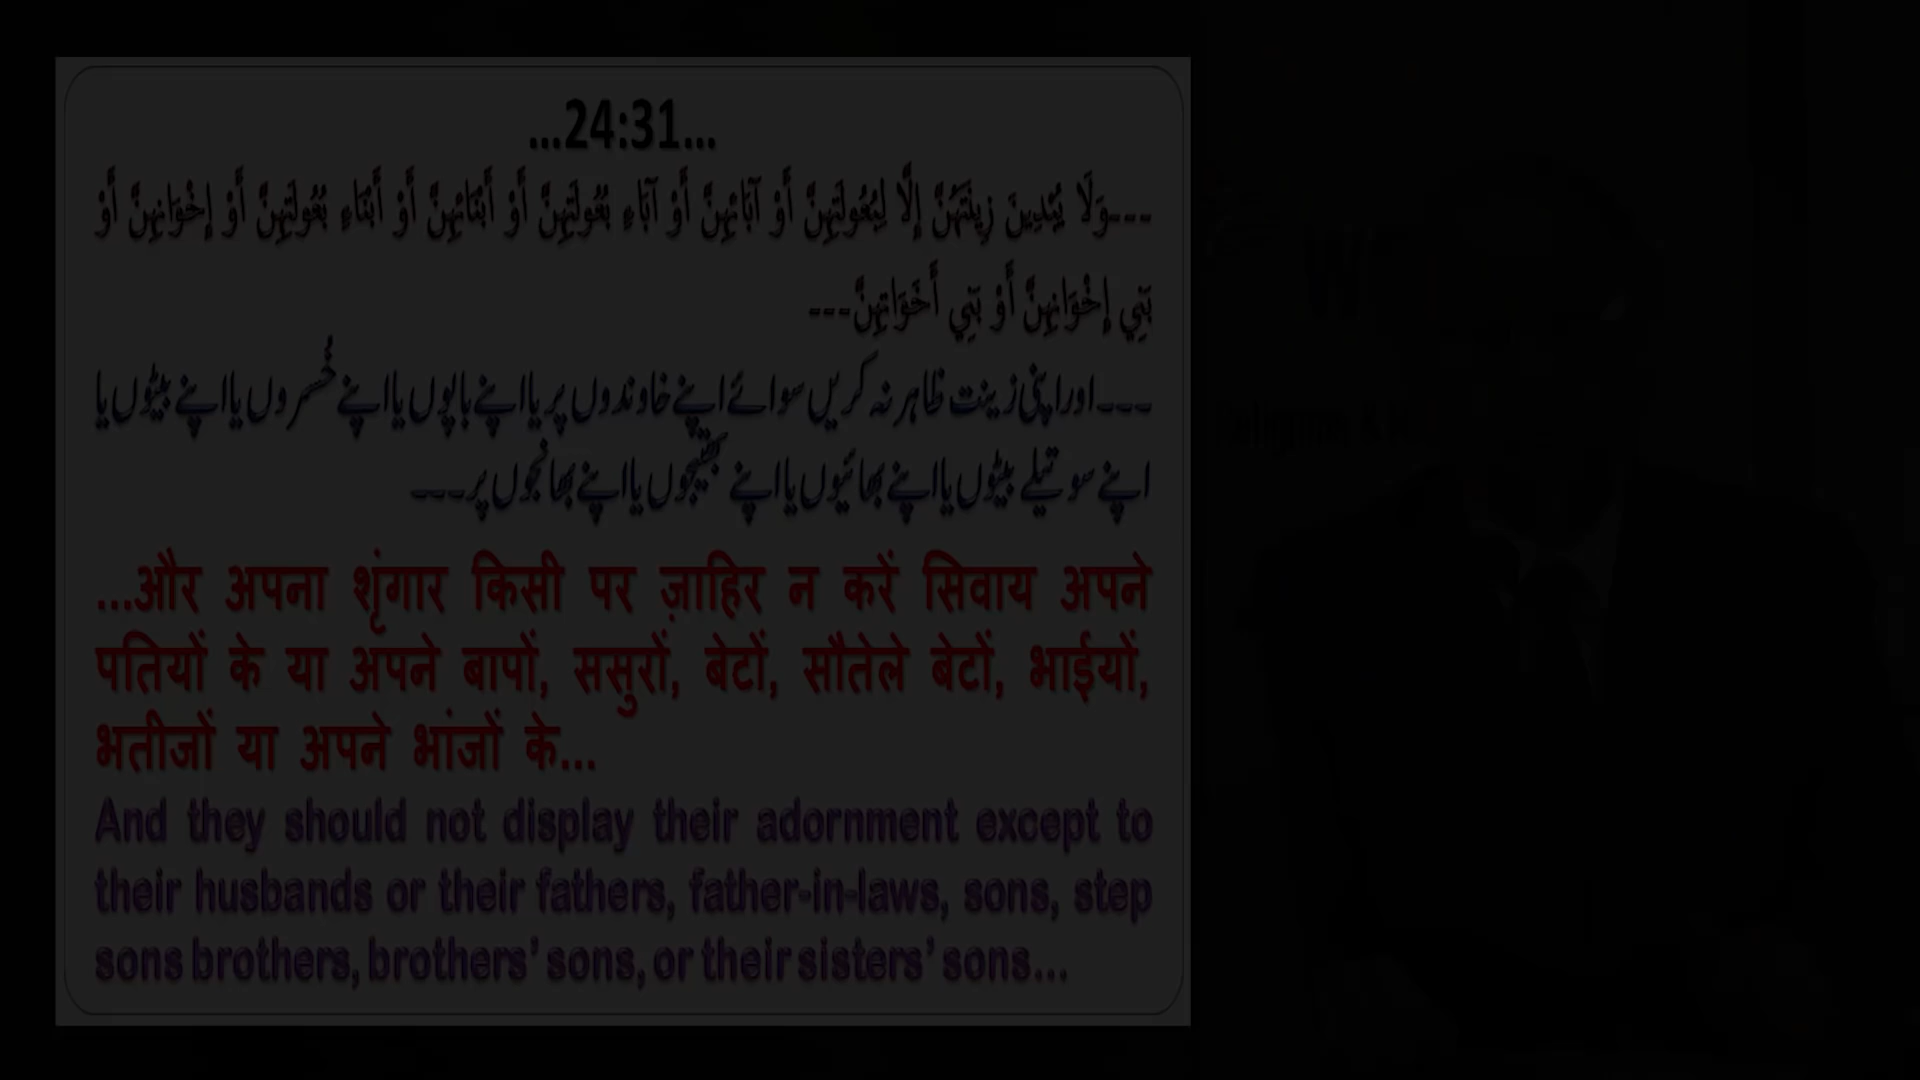 ...24:31...
---وَلَا يُبْدِينَ زِينَتَهُنَّ إِلَّا لِبُعُولَتِهِنَّ أَوْ آبَائِهِنَّ أَوْ آبَاءِ بُعُولَتِهِنَّ أَوْ أَبْنَائِهِنَّ أَوْ أَبْنَاءِ بُعُولَتِهِنَّ أَوْ إِخْوَانِهِنَّ أَوْ
بَنِي إِخْوَانِهِنَّ أَوْ بَنِي أَخَوَاتِهِنَّ---
---اور اپنی زینت ظاہر نہ کریں سوائے اپنے خاوندوں پر یا اپنے باپوں یا اپنے خُسروں یا اپنے بیٹوں یا
اپنے سوتیلے بیٹوں یا اپنے بھائیوں یا اپنے بھتیجوں یا اپنے بھانجوں پر---
...और अपना शृंगार किसी पर ज़ाहिर न करें सिवाय अपने
पतियों के या अपने बापों, ससुरों, बेटों, सौतेले बेटों, भाईयों,
भतीजों या अपने भांजों के...
And they should not display their adornment except to
their husbands or their fathers, father-in-laws, sons, step
sons brothers, brothers’ sons, or their sisters’ sons...